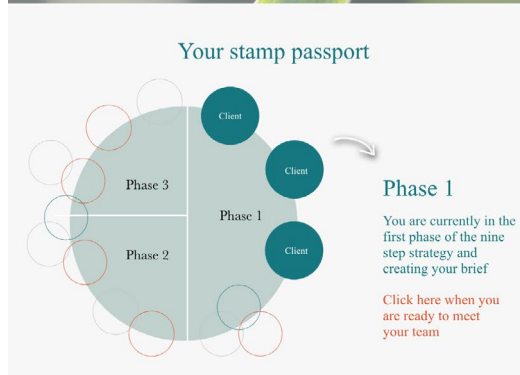 Your stamp passport
Client
Client
Client
Phase 3
Phase 1
Phase 2
Phase 1
You are currently in the
first phase of the nine
step strategy and
creating your brief
Click here when you
are ready to meet
your team